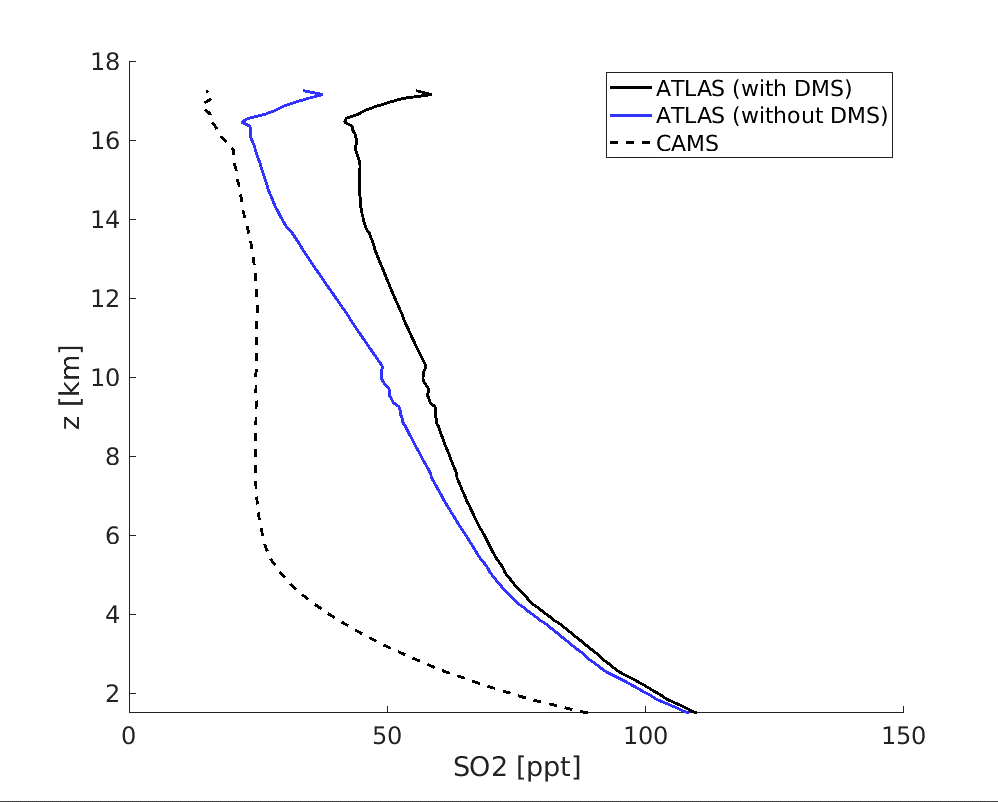 18
16
14
12
10
8
6
4
2
z [km]
0
50
100
150
SO2 [ppt]
ATLAS (with DMS)
ATLAS (without DMS)
CAMS